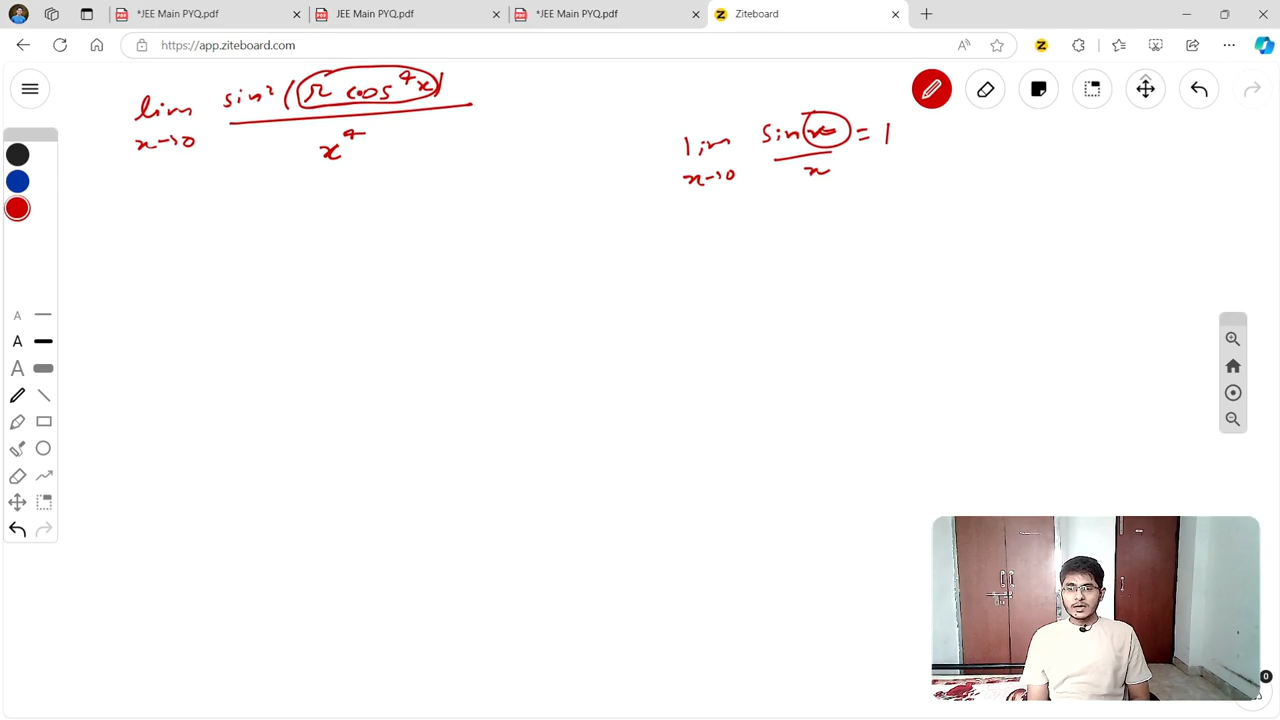 *JEE Main PYQ.pdf
JEE Main PYQ.pdf
*JEE Main PYQ.pdf
Ziteboard
https://app.ziteboard.com
lim x→0 sin²(π cos⁴x) / x⁴
lim x→0 sin x / x = 1
A
A
A
0